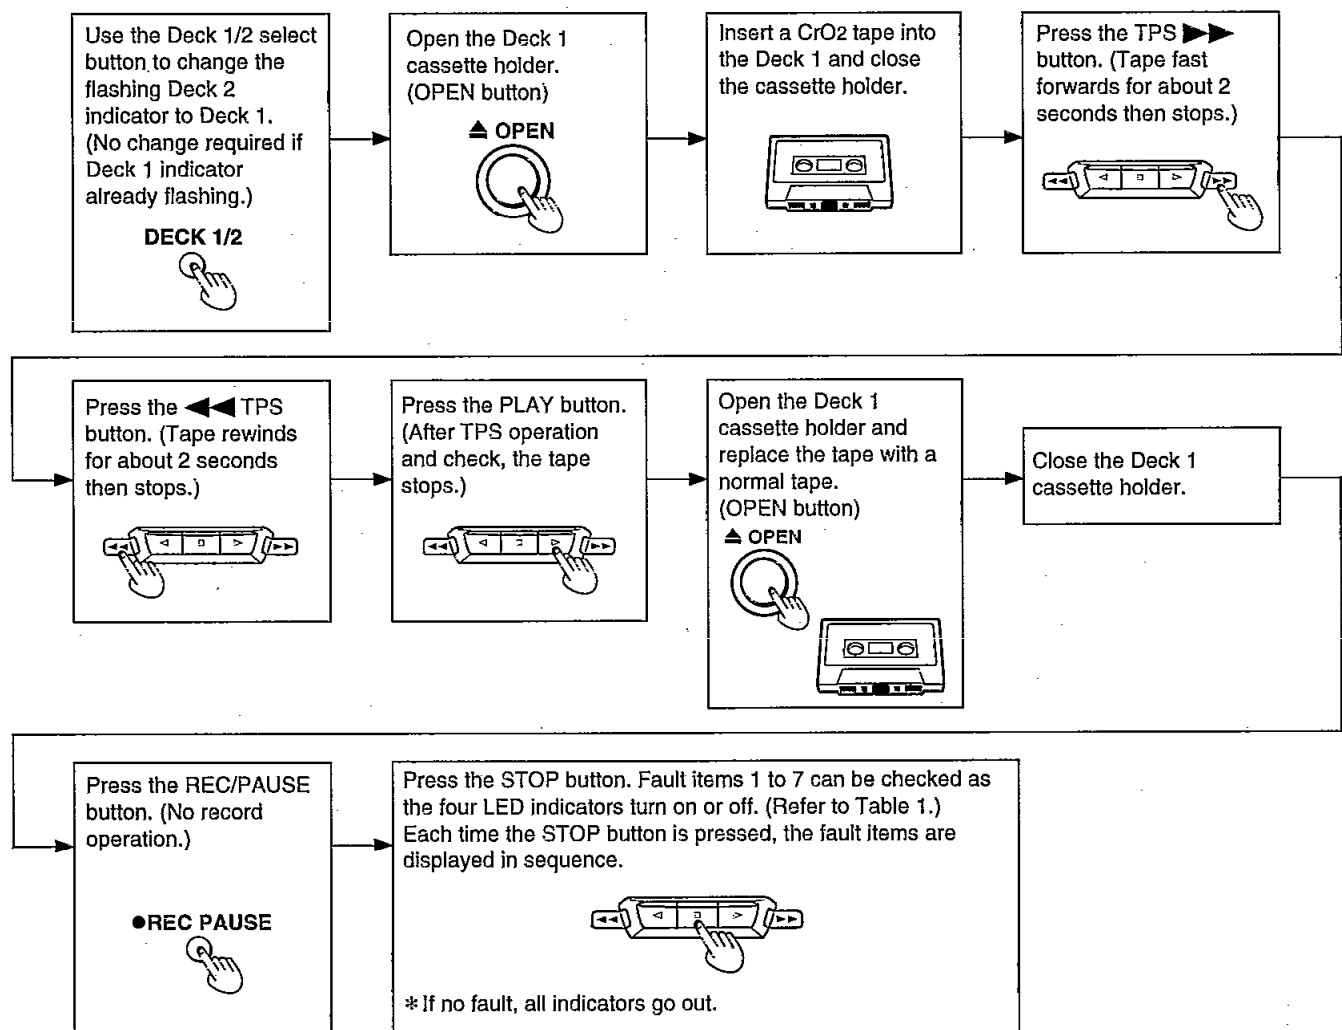 Use the Deck 1/2 select
button to change the
flashing Deck 2
indicator to Deck 1.
(No change required if
Deck 1 indicator
already flashing.)
DECK 1/2
Open the Deck 1
cassette holder.
(OPEN button)
⏏ OPEN
Insert a CrO2 tape into
the Deck 1 and close
the cassette holder.
Press the TPS ▶▶
button. (Tape fast
forwards for about 2
seconds then stops.)
Press the ◀◀ TPS
button. (Tape rewinds
for about 2 seconds
then stops.)
Press the PLAY button.
(After TPS operation
and check, the tape
stops.)
Open the Deck 1
cassette holder and
replace the tape with a
normal tape.
(OPEN button)
⏏ OPEN
Close the Deck 1
cassette holder.
Press the REC/PAUSE
button. (No record
operation.)
●REC PAUSE
Press the STOP button. Fault items 1 to 7 can be checked as
the four LED indicators turn on or off. (Refer to Table 1.)
Each time the STOP button is pressed, the fault items are
displayed in sequence.
*If no fault, all indicators go out.